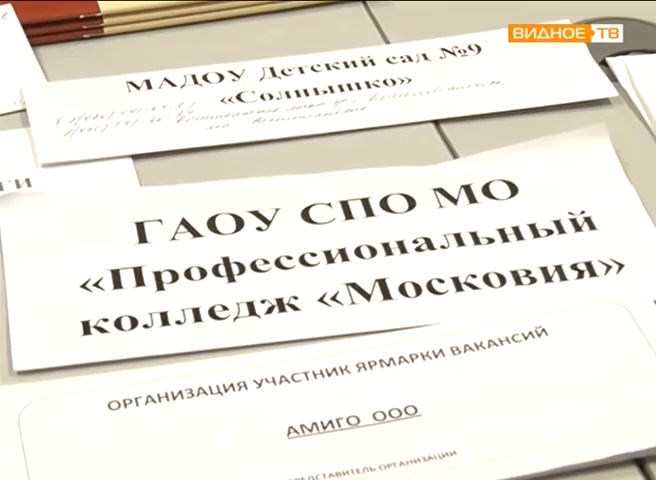 ВИДНОЕ ТВ
МАДОУ Детский сад №9
«Солнышко»
ТИ
ГАОУ СПО МО
«Профессиональный
колледж «Московия»
ОРГАНИЗАЦИЯ УЧАСТНИК ЯРМАРКИ ВАКАНСИЙ
АМИГО ООО
ОРГАНИЗАЦИИ